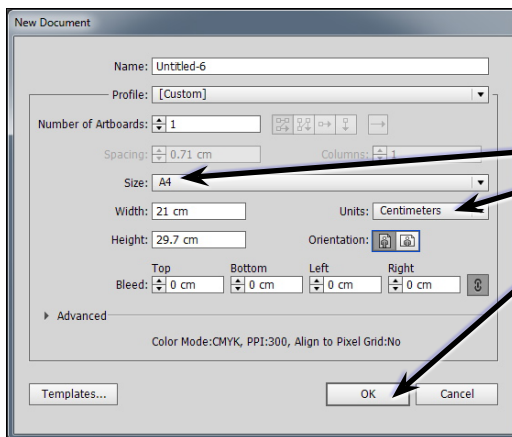 New Document
Name: Untitled-6
Profile: [Custom]
Number of Artboards: 1
Spacing: 0.71 cm Columns: 1
Size: A4
Width: 21 cm Units: Centimeters
Height: 29.7 cm Orientation:
Top Bottom Left Right
Bleed: 0 cm 0 cm 0 cm 0 cm
Advanced
Color Mode:CMYK, PPI:300, Align to Pixel Grid:No
Templates... OK Cancel